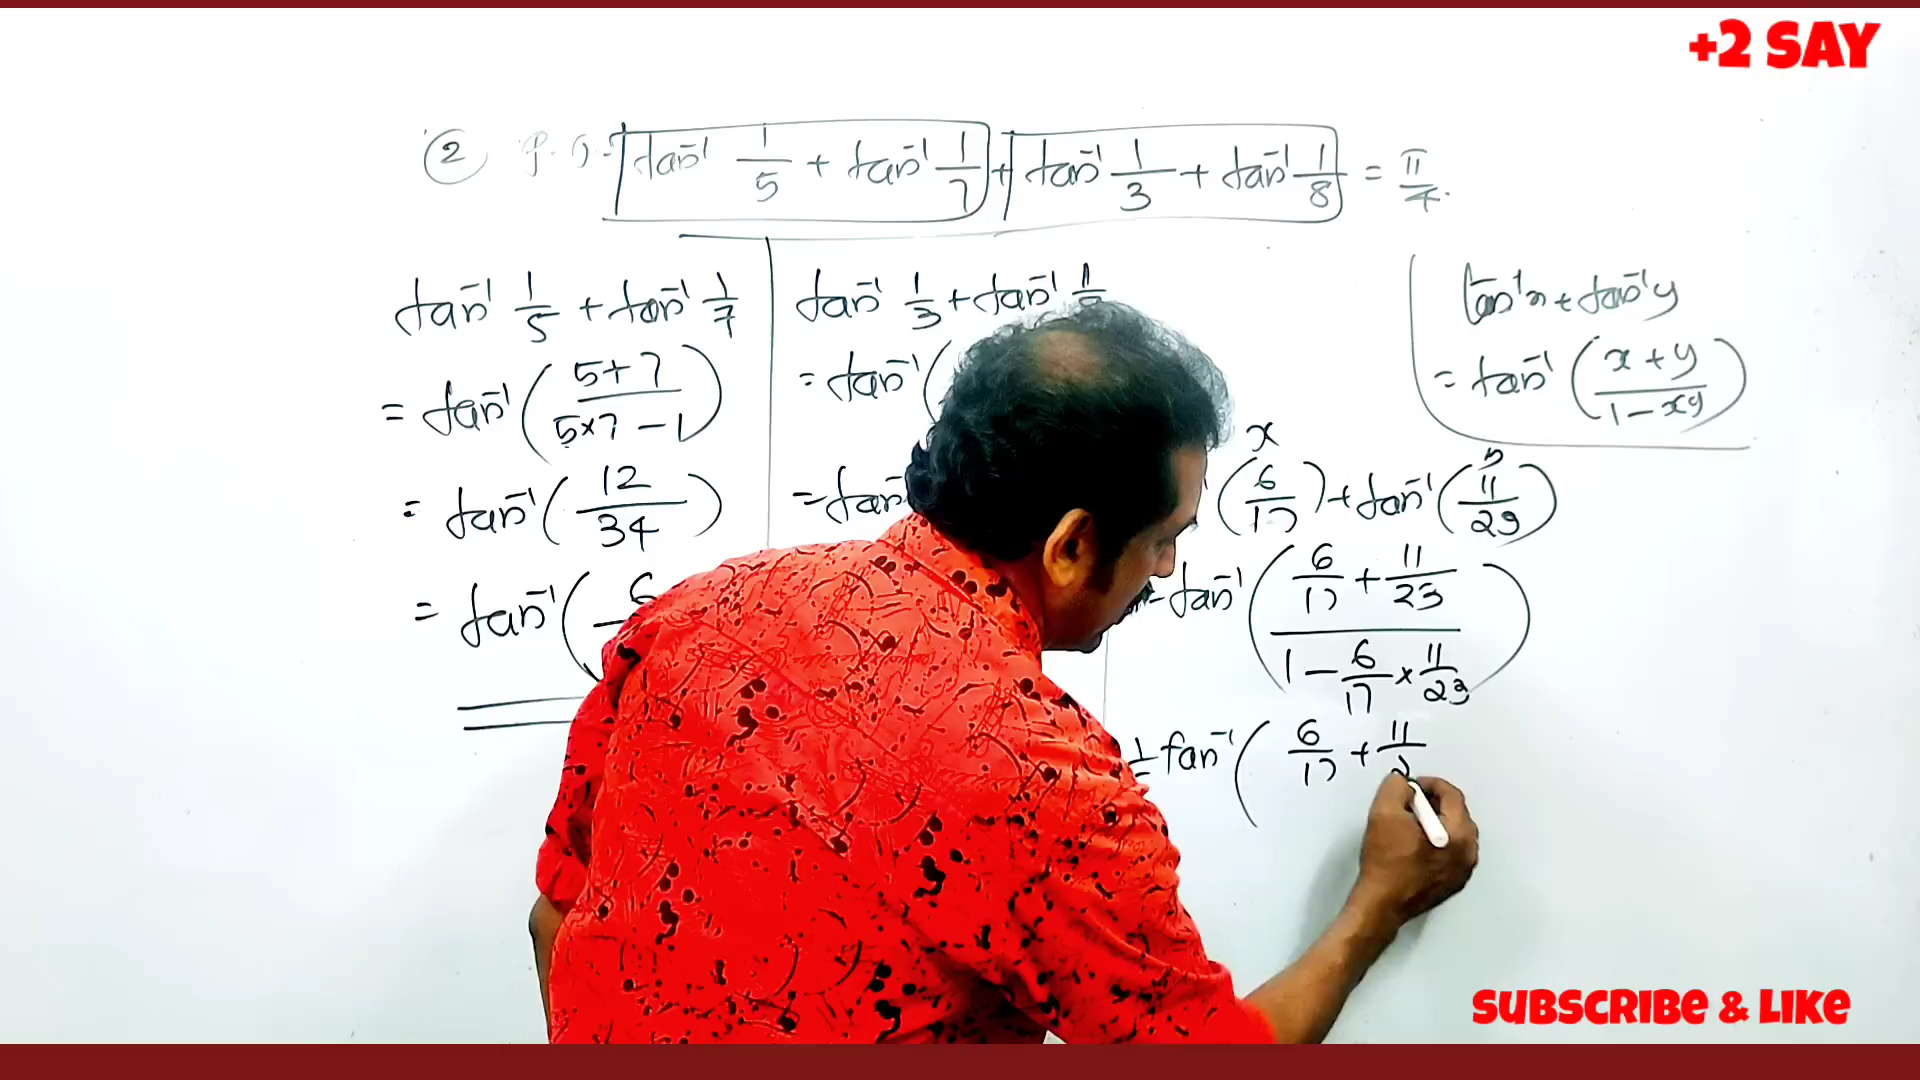 +2 SAY
② P. tan⁻¹ 1/5 + tan⁻¹ 1/7 + tan⁻¹ 1/3 + tan⁻¹ 1/8 = π/4.
tan⁻¹ 1/5 + tan⁻¹ 1/7
= tan⁻¹ ( (5+7) / (5×7 – 1) )
= tan⁻¹ ( 12/34 )
= tan⁻¹ ( 6
tan⁻¹ 1/3 + tan⁻¹
= tan⁻¹ (
= tan⁻¹
tan⁻¹x + tan⁻¹y
= tan⁻¹ ( (x + y) / (1 – xy) )
x
( 6/17 ) + tan⁻¹ ( 11/23 )
= tan⁻¹ ( (6/17 + 11/23) / (1 – 6/17 × 11/23) )
= tan⁻¹ ( 6/17 + 11/2
SUBSCRIBE & LIKE